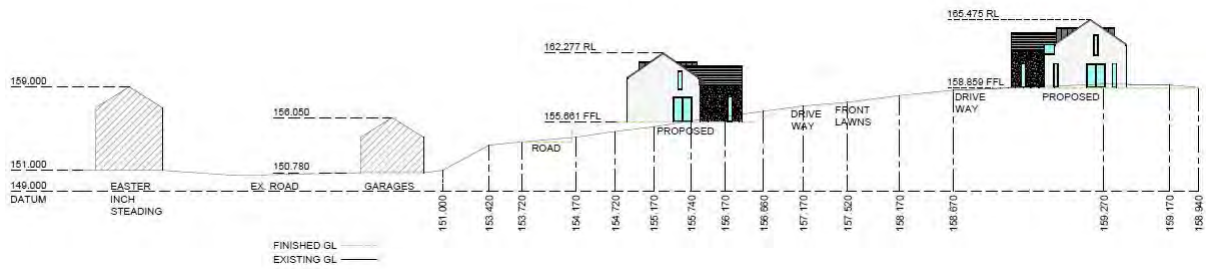 165.475 RL
162.277 RL
159.000
158.859 FFL
DRIVE
WAY
PROPOSED
156.050
155.661 FFL
PROPOSED
DRIVE
WAY
FRONT
LAWNS
ROAD
151.000
150.780
149.000
DATUM
EASTER
INCH
STEADING
EX. ROAD
GARAGES
151.000
153.420
153.720
154.170
154.720
155.170
155.740
156.170
156.660
157.170
157.520
158.170
158.670
159.270
159.170
158.940
FINISHED GL
EXISTING GL